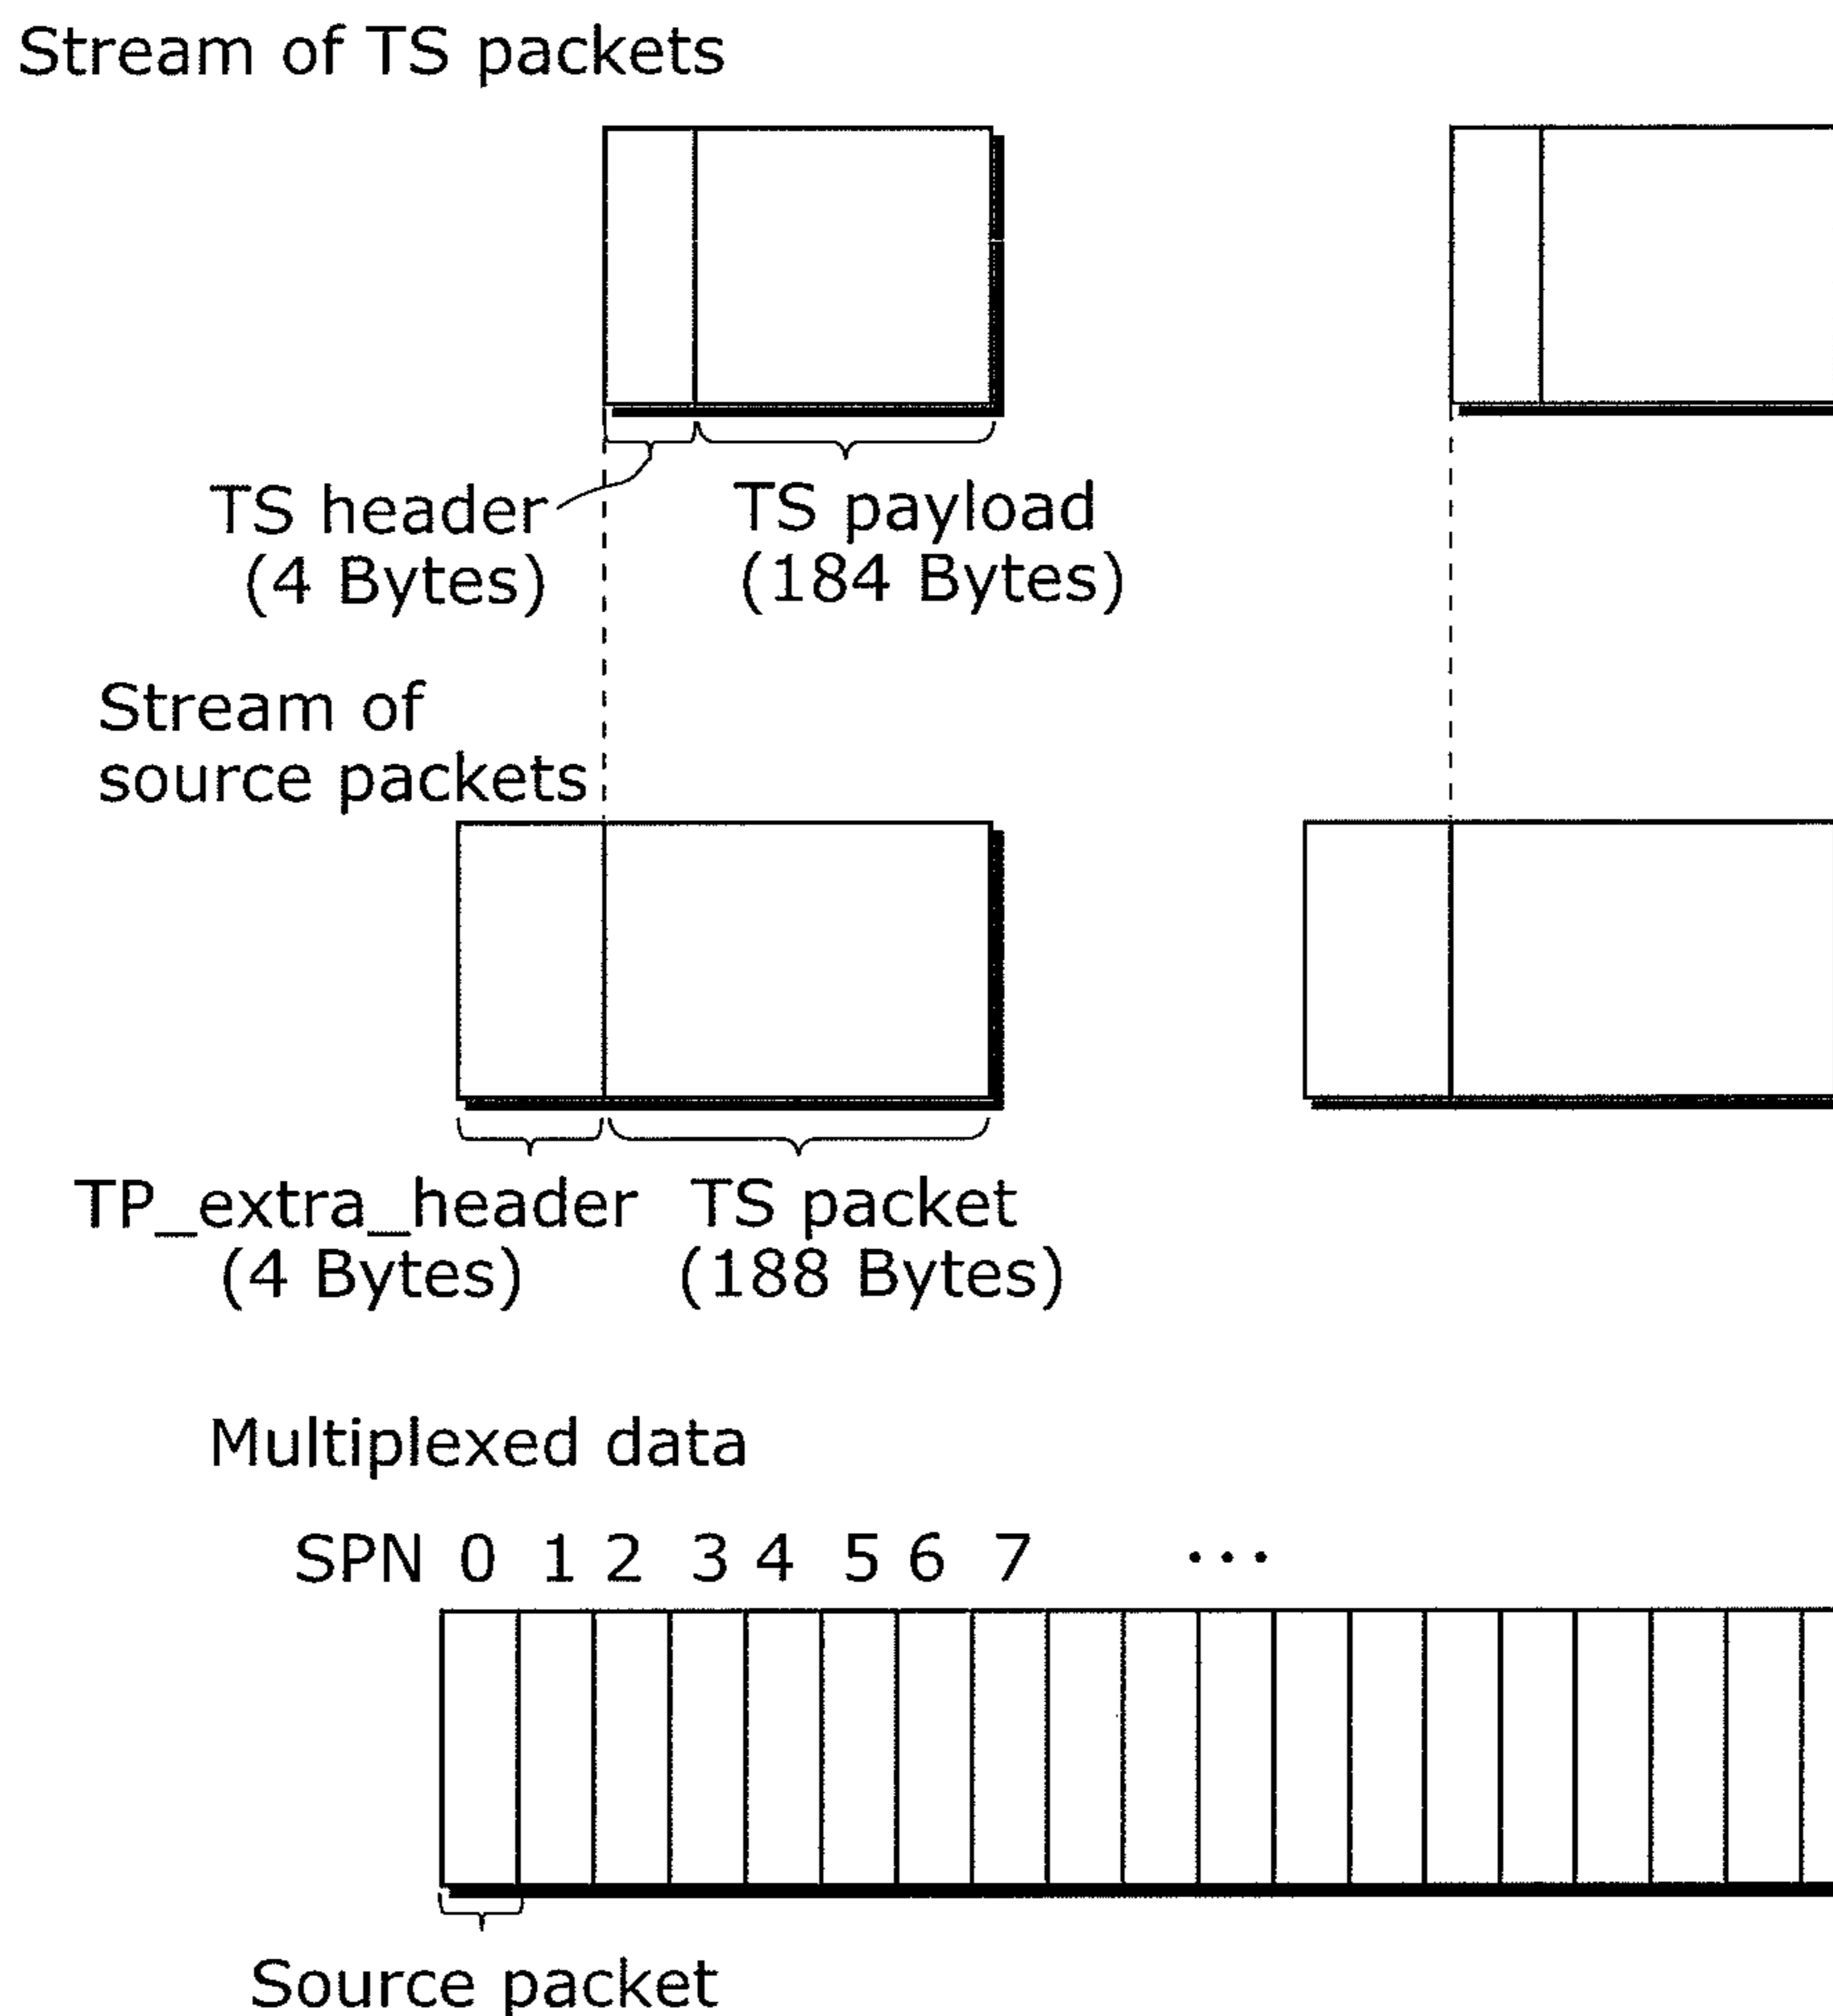 Stream of TS packets
TS header
(4 Bytes)
TS payload
(184 Bytes)
Stream of
source packets
TP_extra_header
(4 Bytes)
TS packet
(188 Bytes)
Multiplexed data
SPN 0 1 2 3 4 5 6 7 ...
Source packet